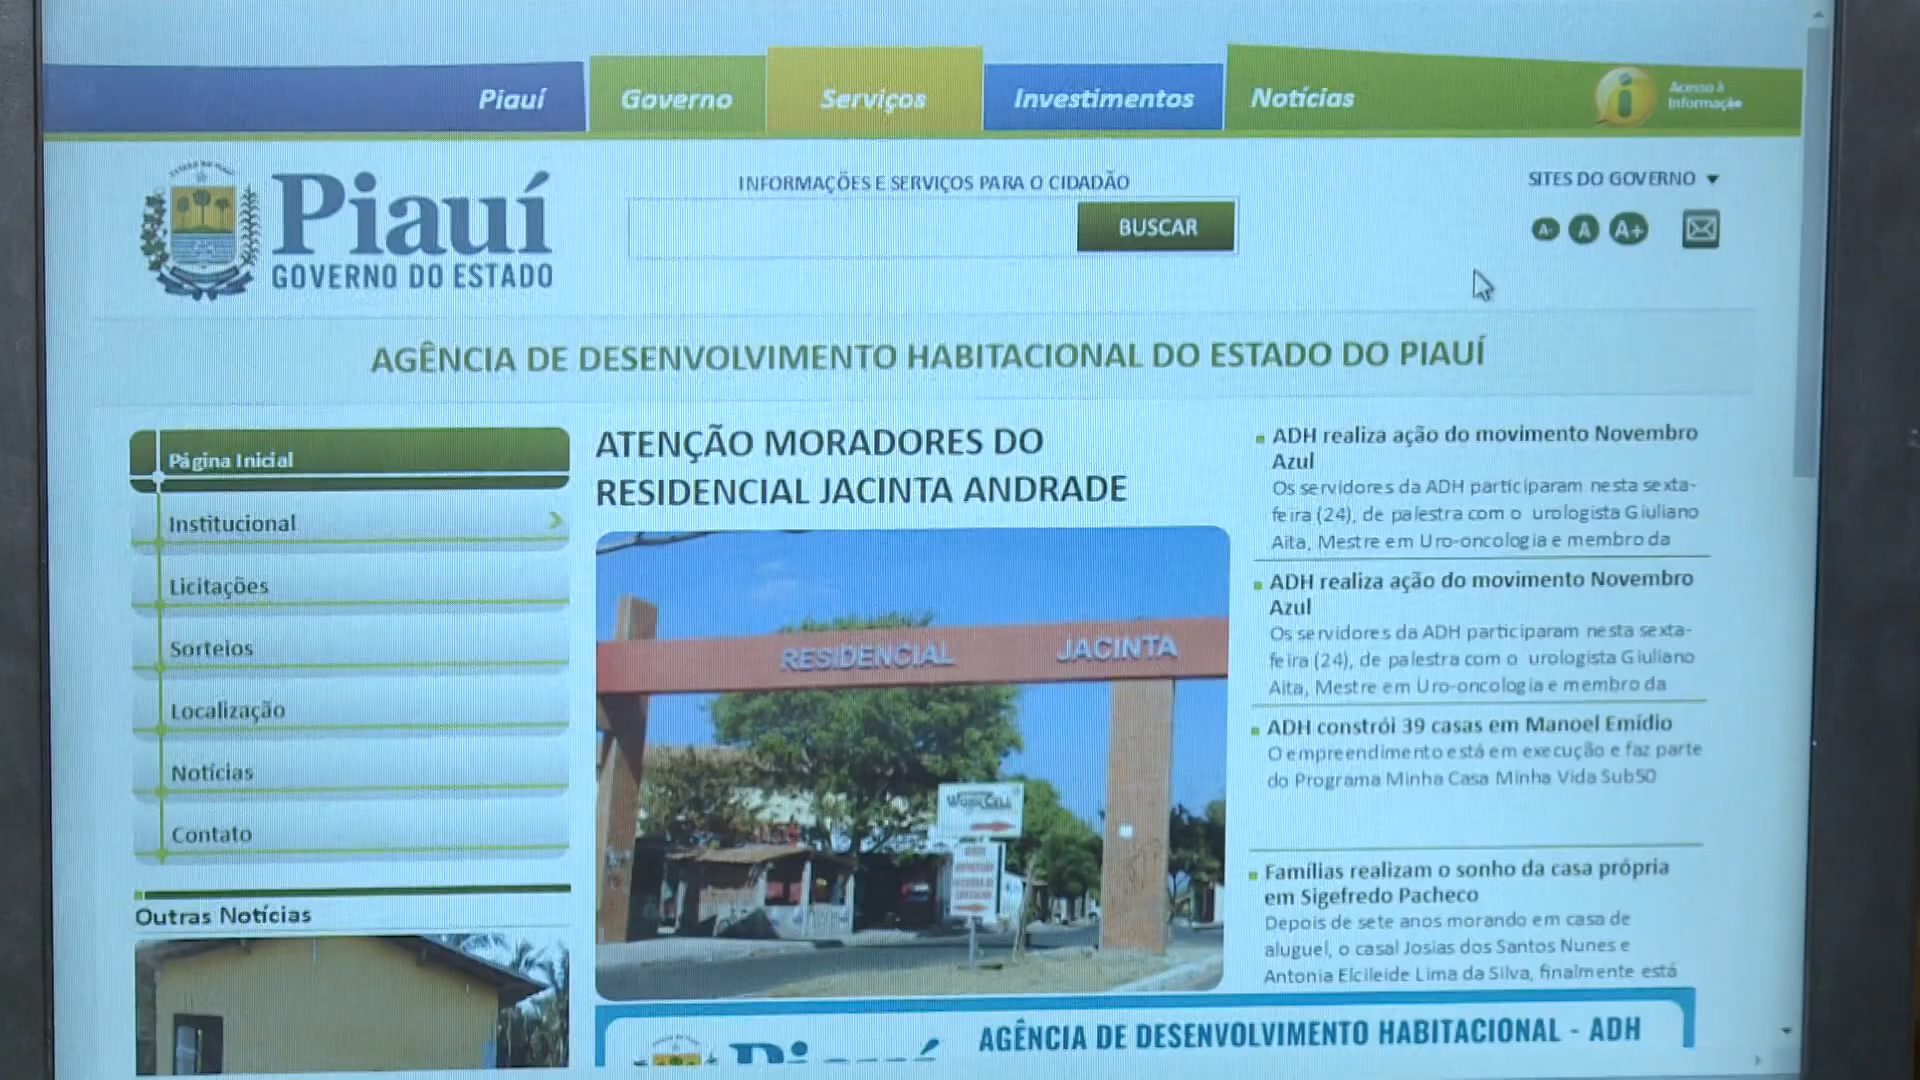 Piauí
Governo
Serviços
Investimentos
Notícias
Acesso à
Informação
Piauí
GOVERNO DO ESTADO
INFORMAÇÕES E SERVIÇOS PARA O CIDADÃO
BUSCAR
SITES DO GOVERNO
A- A A+
AGÊNCIA DE DESENVOLVIMENTO HABITACIONAL DO ESTADO DO PIAUÍ
Página Inicial
Institucional
Licitações
Sorteios
Localização
Notícias
Contato
Outras Notícias
ATENÇÃO MORADORES DO
RESIDENCIAL JACINTA ANDRADE
RESIDENCIAL JACINTA
WORK CELL
ADH realiza ação do movimento Novembro
Azul
Os servidores da ADH participaram nesta sexta-
feira (24), de palestra com o urologista Giuliano
Aita, Mestre em Uro-oncologia e membro da
ADH realiza ação do movimento Novembro
Azul
Os servidores da ADH participaram nesta sexta-
feira (24), de palestra com o urologista Giuliano
Aita, Mestre em Uro-oncologia e membro da
ADH constrói 39 casas em Manoel Emídio
O empreendimento está em execução e faz parte
do Programa Minha Casa Minha Vida Sub50
Famílias realizam o sonho da casa própria
em Sigefredo Pacheco
Depois de sete anos morando em casa de
aluguel, o casal Josias dos Santos Nunes e
Antonia Elcileide Lima da Silva, finalmente está
AGÊNCIA DE DESENVOLVIMENTO HABITACIONAL - ADH
Piauí